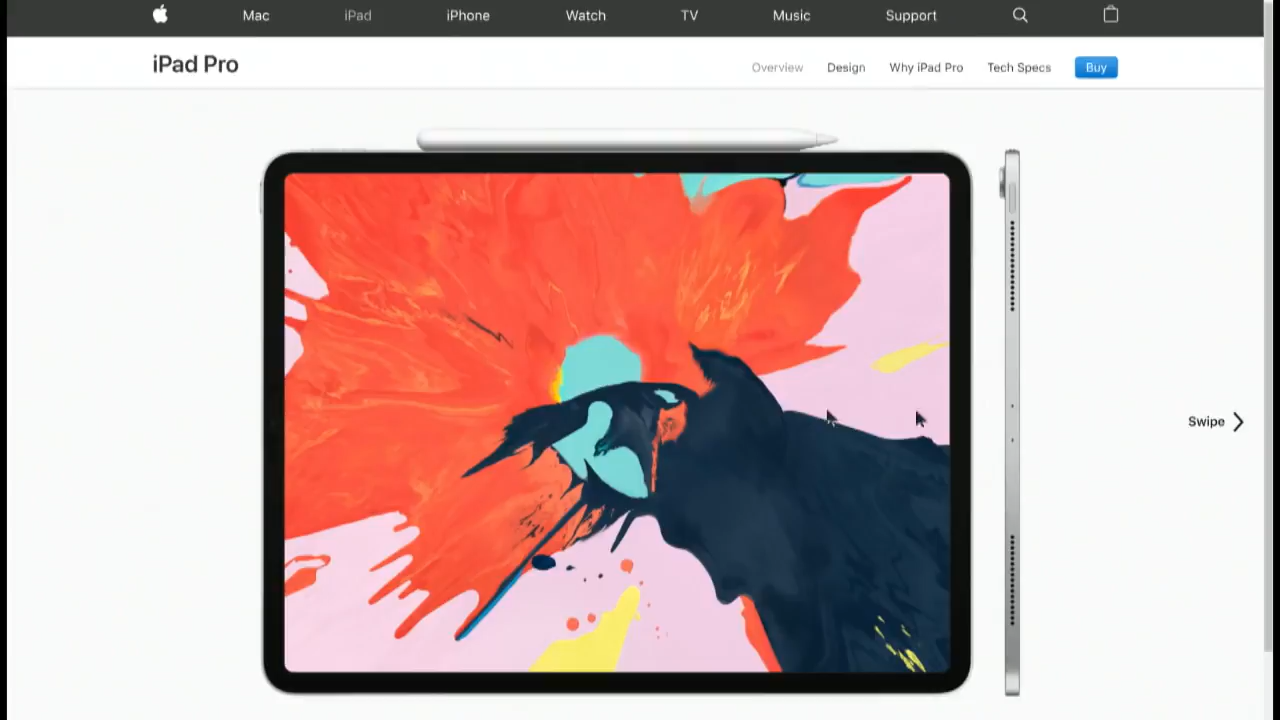 Mac iPad iPhone Watch TV Music Support
iPad Pro
Overview Design Why iPad Pro Tech Specs Buy
Swipe